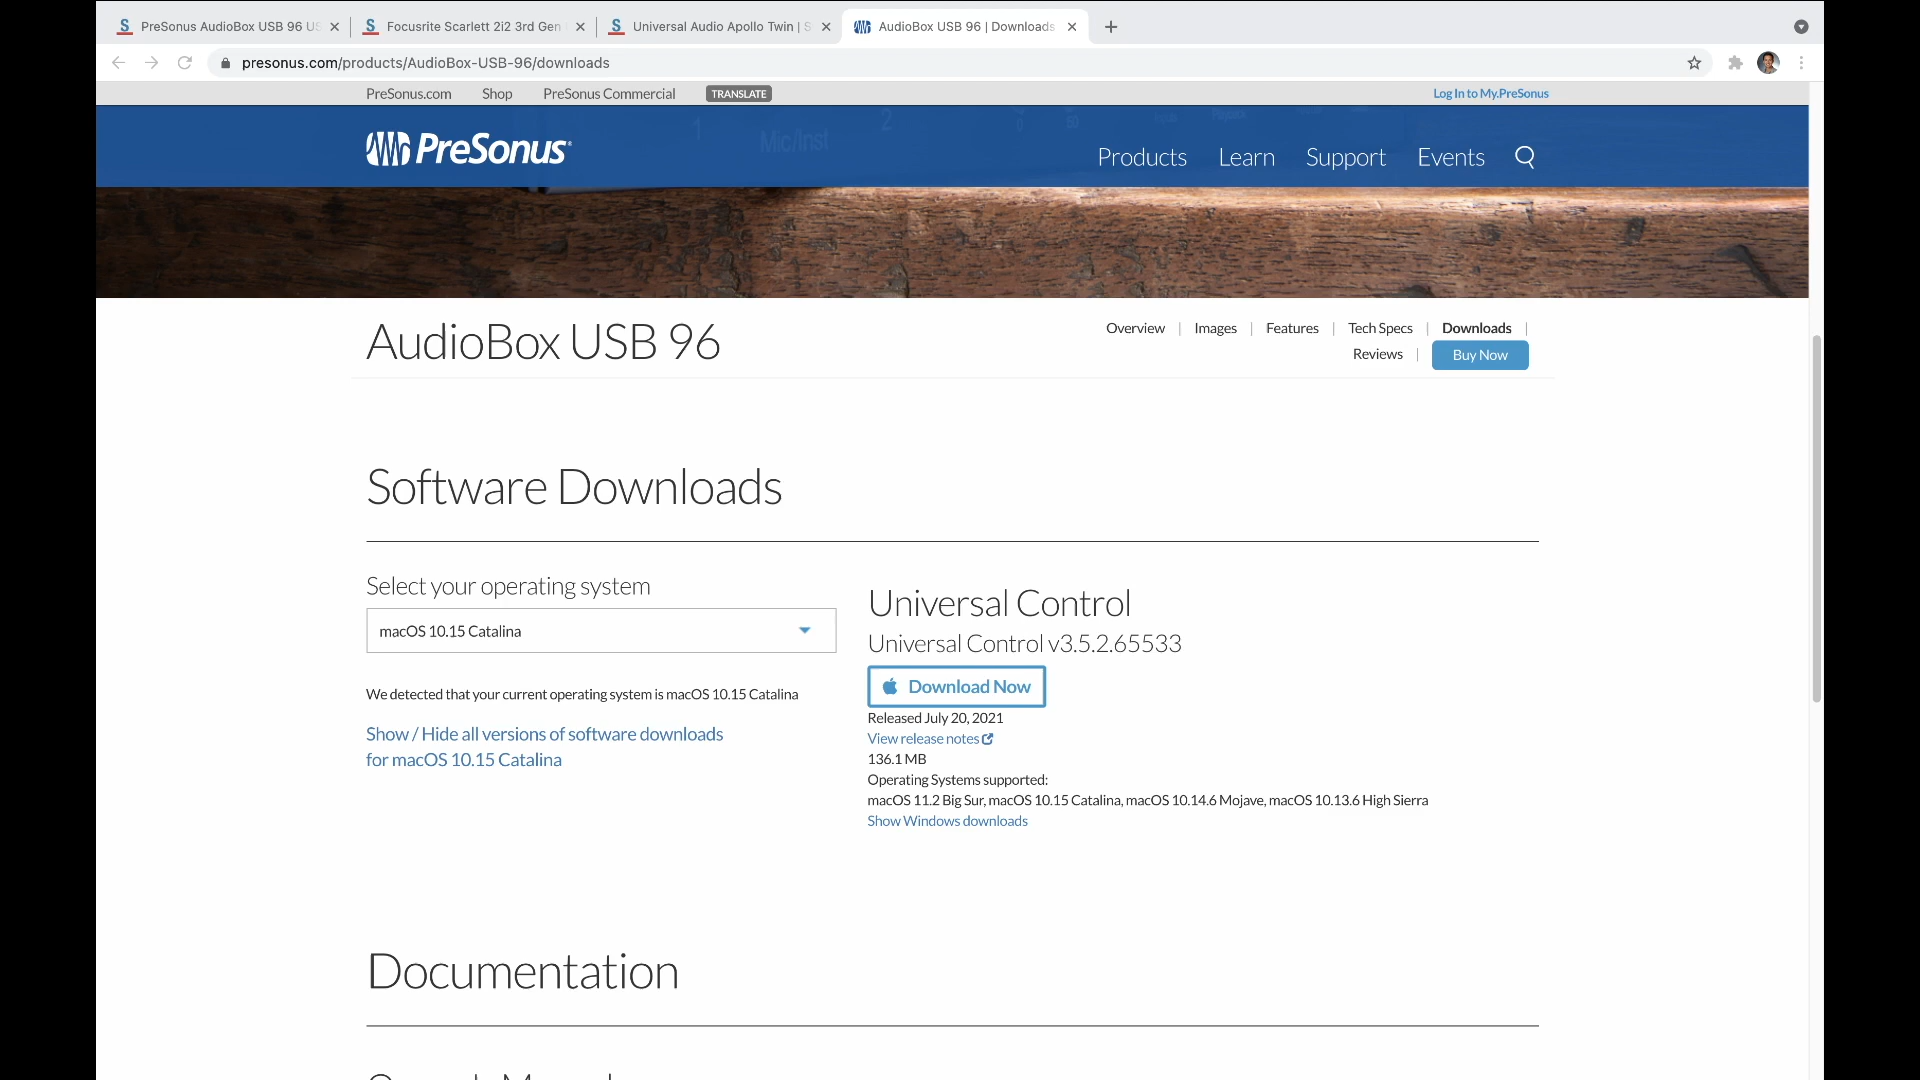 PreSonus AudioBox USB 96 US
Focusrite Scarlett 2i2 3rd Gen
Universal Audio Apollo Twin | S
AudioBox USB 96 | Downloads
presonus.com/products/AudioBox-USB-96/downloads
PreSonus.com Shop PreSonus Commercial TRANSLATE Log In to My.PreSonus
1 Mic/Inst 2
PreSonus
Products Learn Support Events
AudioBox USB 96
Overview | Images | Features | Tech Specs | Downloads |
Reviews | Buy Now
Software Downloads
Select your operating system
macOS 10.15 Catalina
We detected that your current operating system is macOS 10.15 Catalina
Show / Hide all versions of software downloads
for macOS 10.15 Catalina
Universal Control
Universal Control v3.5.2.65533
Download Now
Released July 20, 2021
View release notes
136.1 MB
Operating Systems supported:
macOS 11.2 Big Sur, macOS 10.15 Catalina, macOS 10.14.6 Mojave, macOS 10.13.6 High Sierra
Show Windows downloads
Documentation